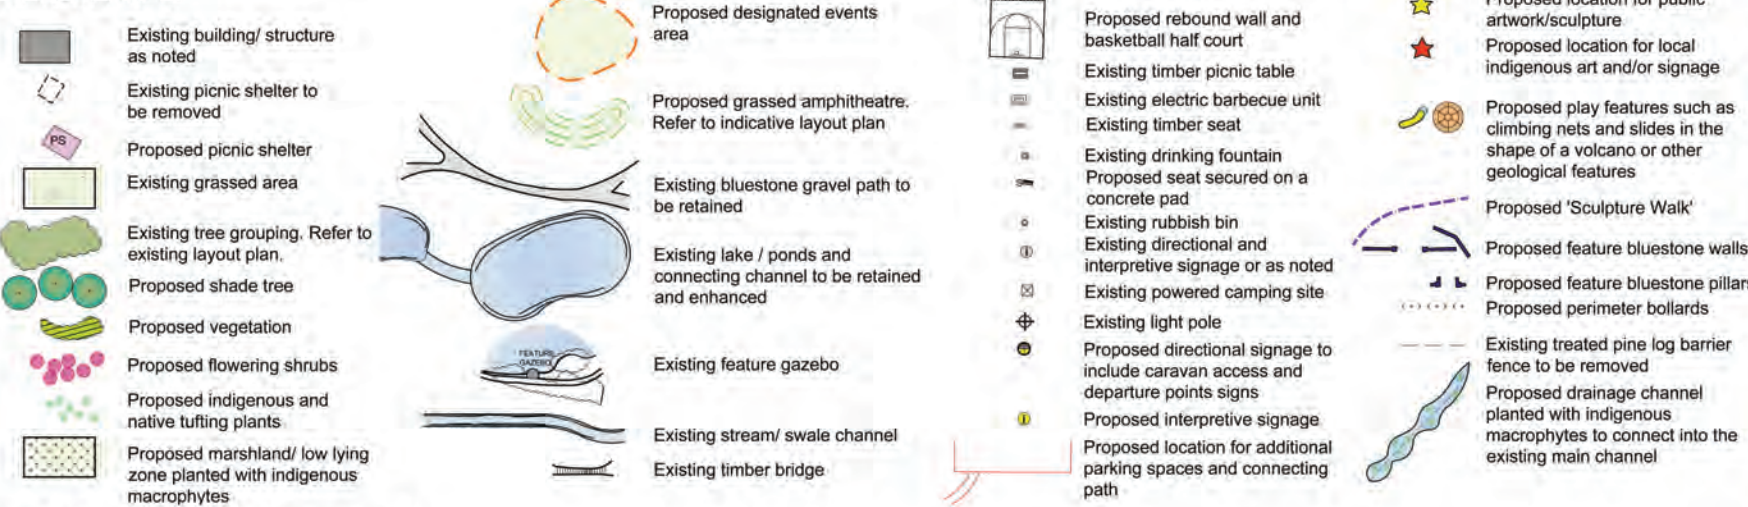 Existing building/ structure
as noted
Existing picnic shelter to
be removed
PS
Proposed picnic shelter
Existing grassed area
Existing tree grouping. Refer to
existing layout plan.
Proposed shade tree
Proposed vegetation
Proposed flowering shrubs
Proposed indigenous and
native tufting plants
Proposed marshland/ low lying
zone planted with indigenous
macrophytes
Proposed designated events
area
Proposed grassed amphitheatre.
Refer to indicative layout plan
Existing bluestone gravel path to
be retained
Existing lake / ponds and
connecting channel to be retained
and enhanced
FEATURE
GAZEBO
Existing feature gazebo
Existing stream/ swale channel
Existing timber bridge
Proposed rebound wall and
basketball half court
Existing timber picnic table
Existing electric barbecue unit
Existing timber seat
Existing drinking fountain
Proposed seat secured on a
concrete pad
Existing rubbish bin
Existing directional and
interpretive signage or as noted
Existing powered camping site
Existing light pole
Proposed directional signage to
include caravan access and
departure points signs
Proposed interpretive signage
Proposed location for additional
parking spaces and connecting
path
Proposed location for public
artwork/sculpture
Proposed location for local
indigenous art and/or signage
Proposed play features such as
climbing nets and slides in the
shape of a volcano or other
geological features
Proposed 'Sculpture Walk'
Proposed feature bluestone walls
Proposed feature bluestone pillars
Proposed perimeter bollards
Existing treated pine log barrier
fence to be removed
Proposed drainage channel
planted with indigenous
macrophytes to connect into the
existing main channel